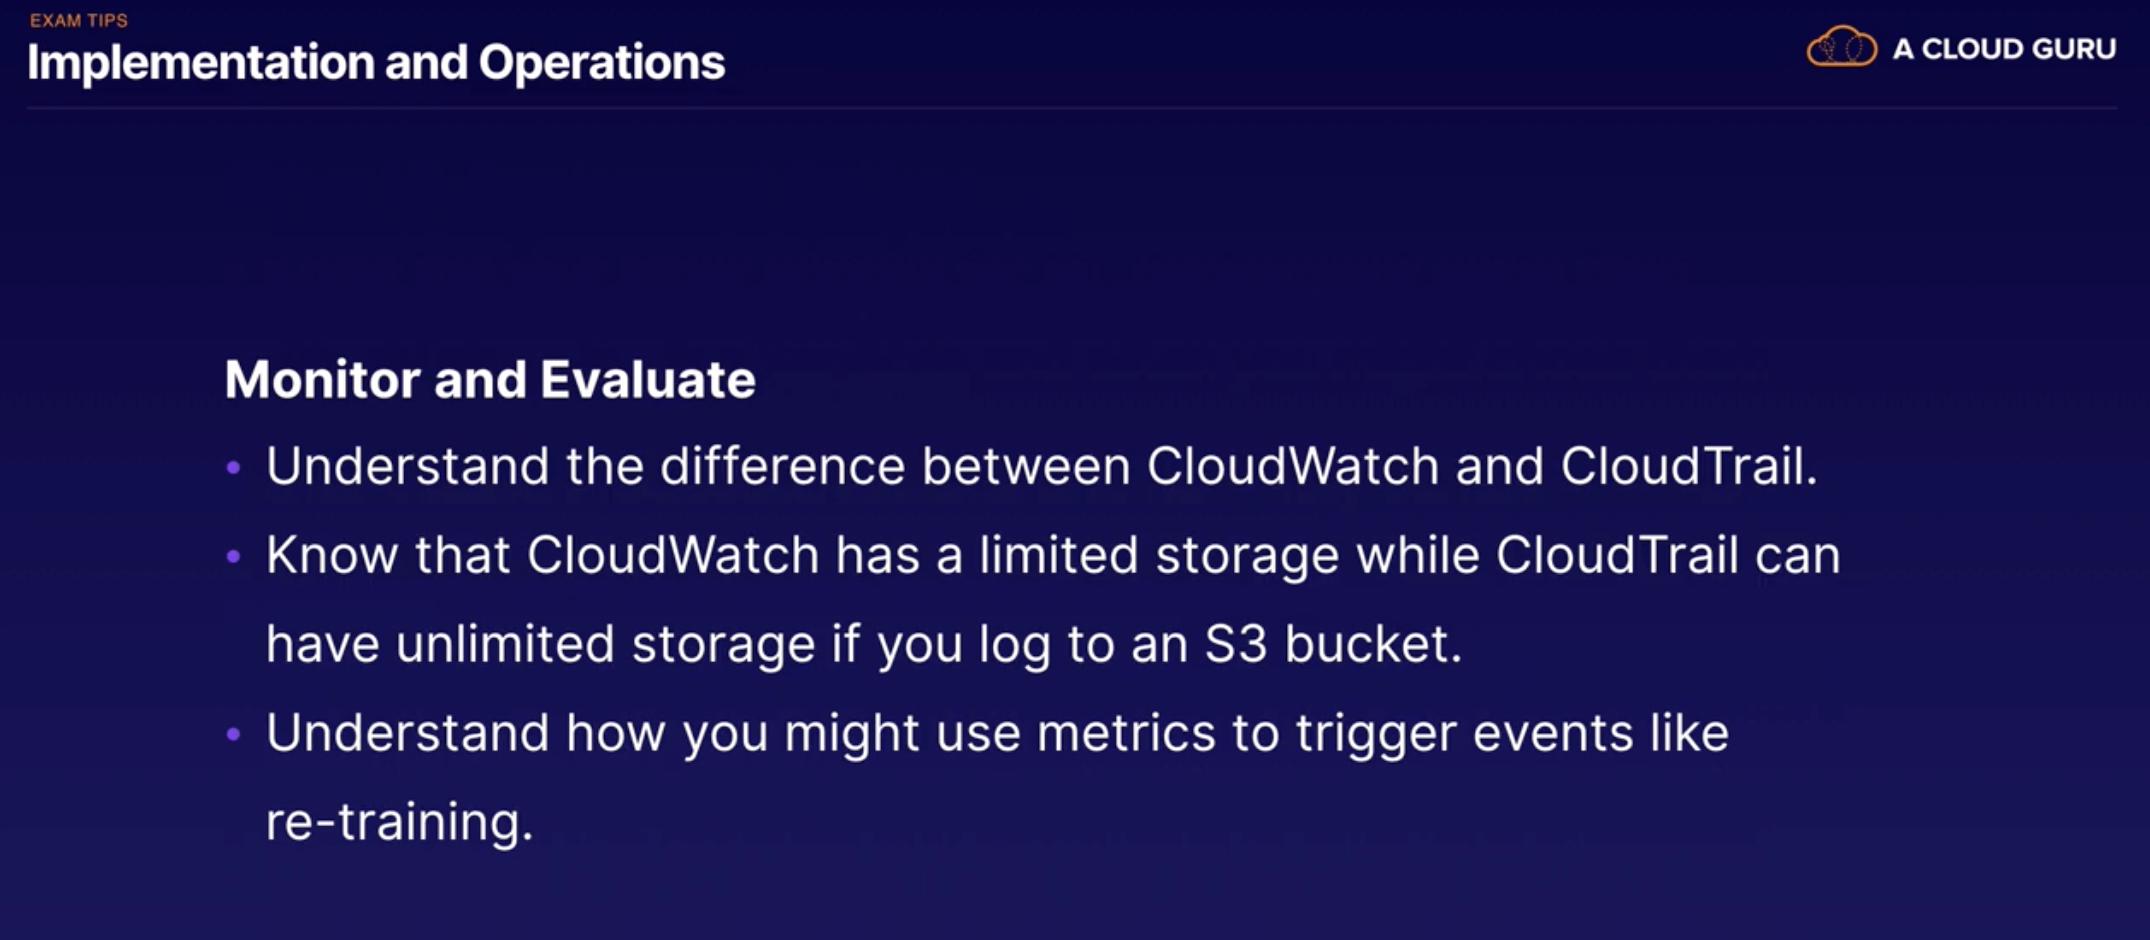 EXAM TIPS
Implementation and Operations
A CLOUD GURU
Monitor and Evaluate
• Understand the difference between CloudWatch and CloudTrail.
• Know that CloudWatch has a limited storage while CloudTrail can
have unlimited storage if you log to an S3 bucket.
• Understand how you might use metrics to trigger events like
re-training.